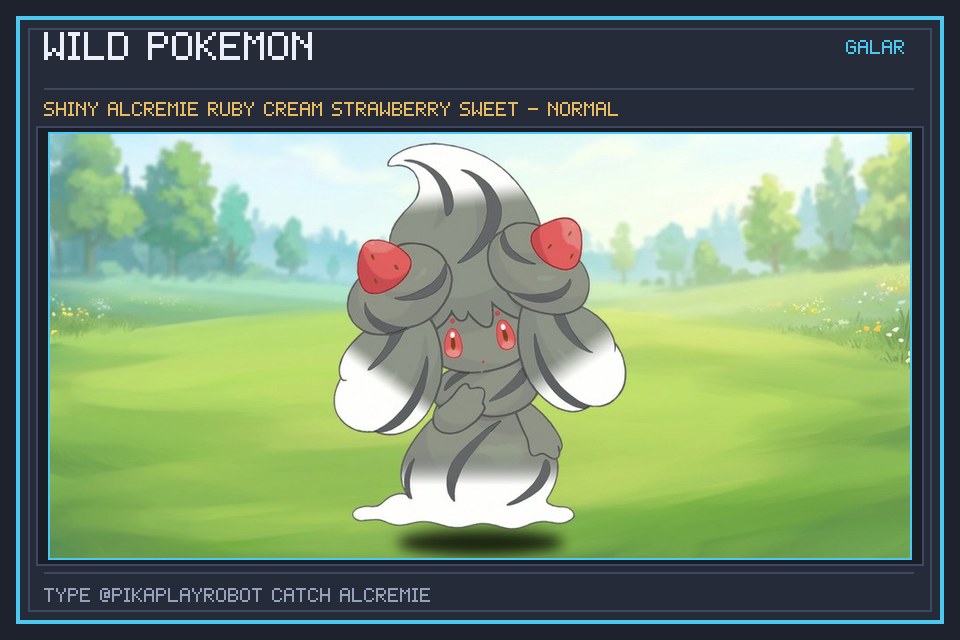 WILD POKEMON
GALAR
SHINY ALCREMIE RUBY CREAM STRAWBERRY SWEET - NORMAL
TYPE @PIKAPLAYROBOT CATCH ALCREMIE